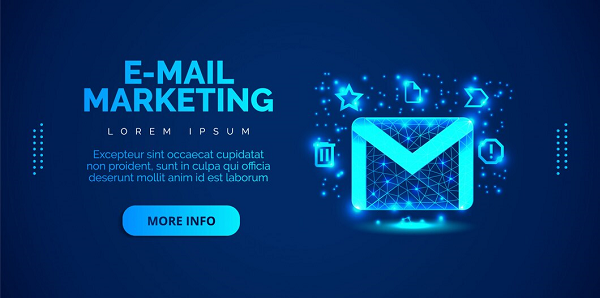 E-MAIL
MARKETING
LOREM IPSUM
Excepteur sint occaecat cupidatat
non proident, sunt in culpa qui officia
deserunt mollit anim id est laborum
MORE INFO